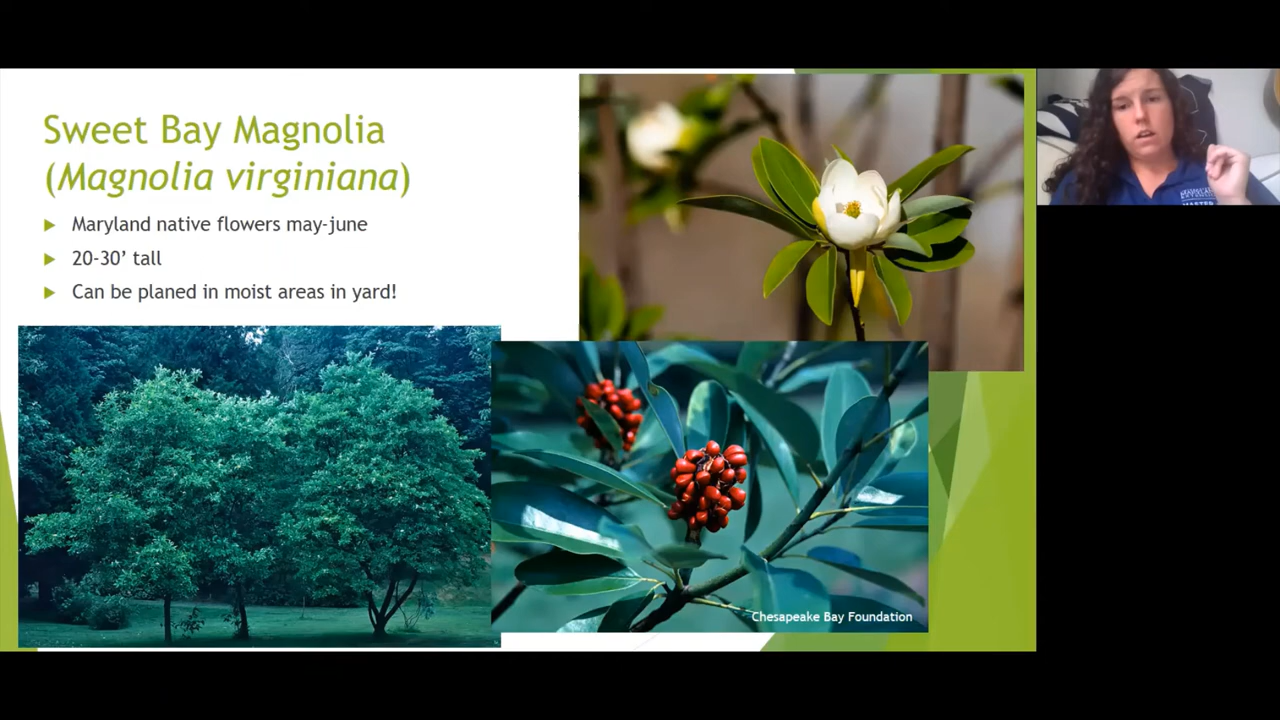 Sweet Bay Magnolia
(Magnolia virginiana)
Maryland native flowers may-june
20-30’ tall
Can be planed in moist areas in yard!
Chesapeake Bay Foundation
MASTER